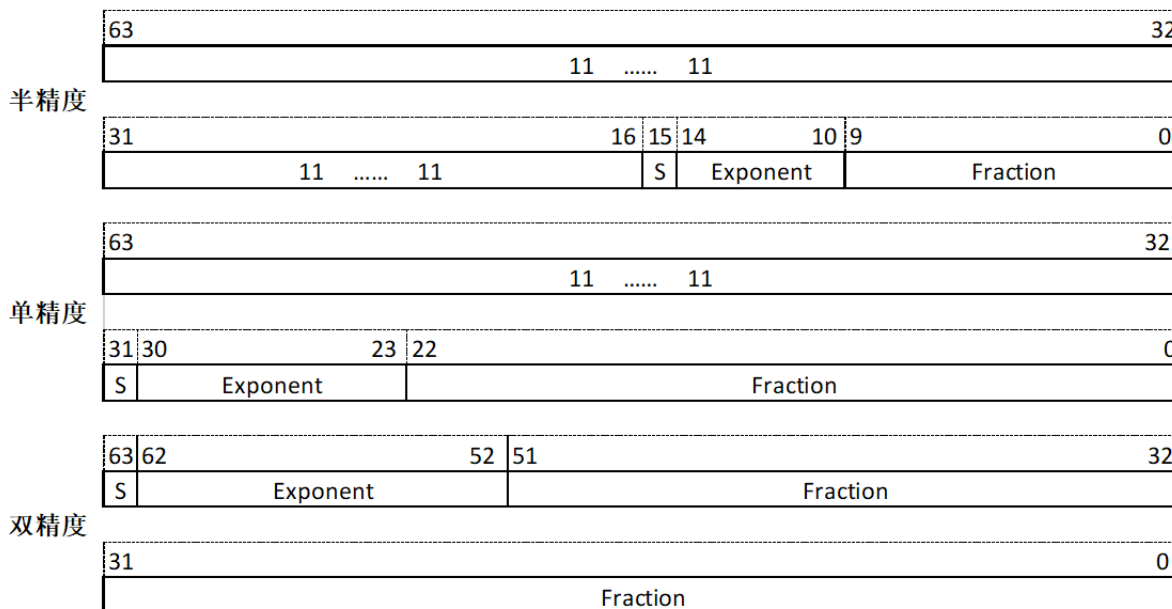 63 32
11 …… 11
半精度
31 16 15 14 10 9 0
11 …… 11 S Exponent Fraction
63 32
11 …… 11
单精度
31 30 23 22 0
S Exponent Fraction
63 62 52 51 32
S Exponent Fraction
双精度
31 0
Fraction